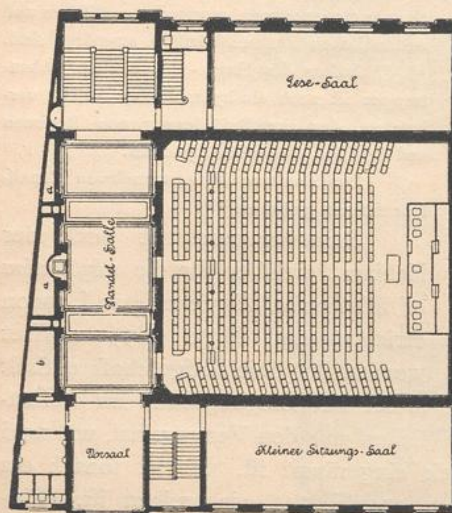 Lese-Saal
a
Wandel-Halle
a
b
Vorsaal
Kleiner Sitzungs-Saal